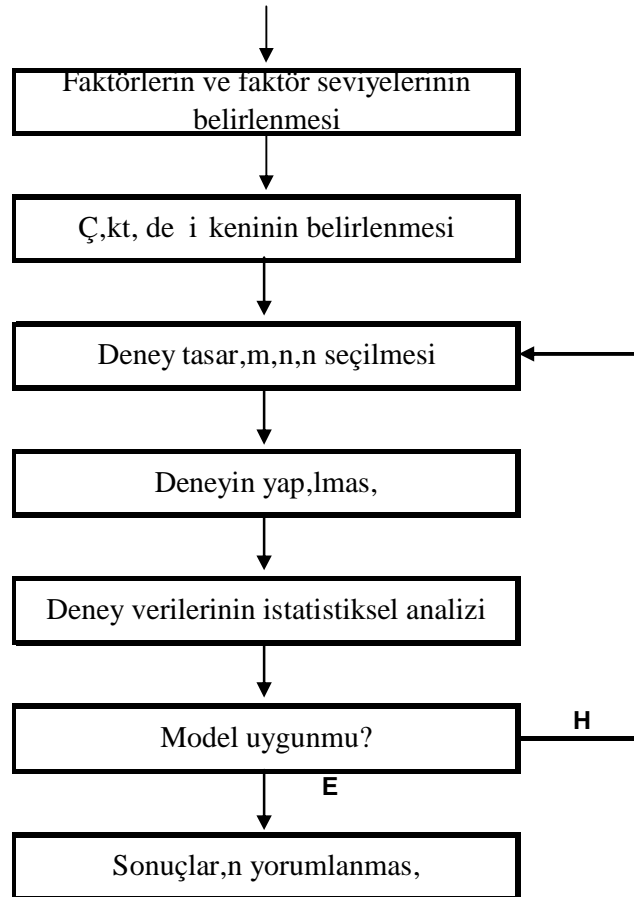 Faktörlerin ve faktör seviyelerinin
belirlenmesi
Ç,kt, de i keninin belirlenmesi
Deney tasar,m,n,n seçilmesi
Deneyin yap,lmas,
Deney verilerinin istatistiksel analizi
Model uygunmu?
H
E
Sonuçlar,n yorumlanmas,